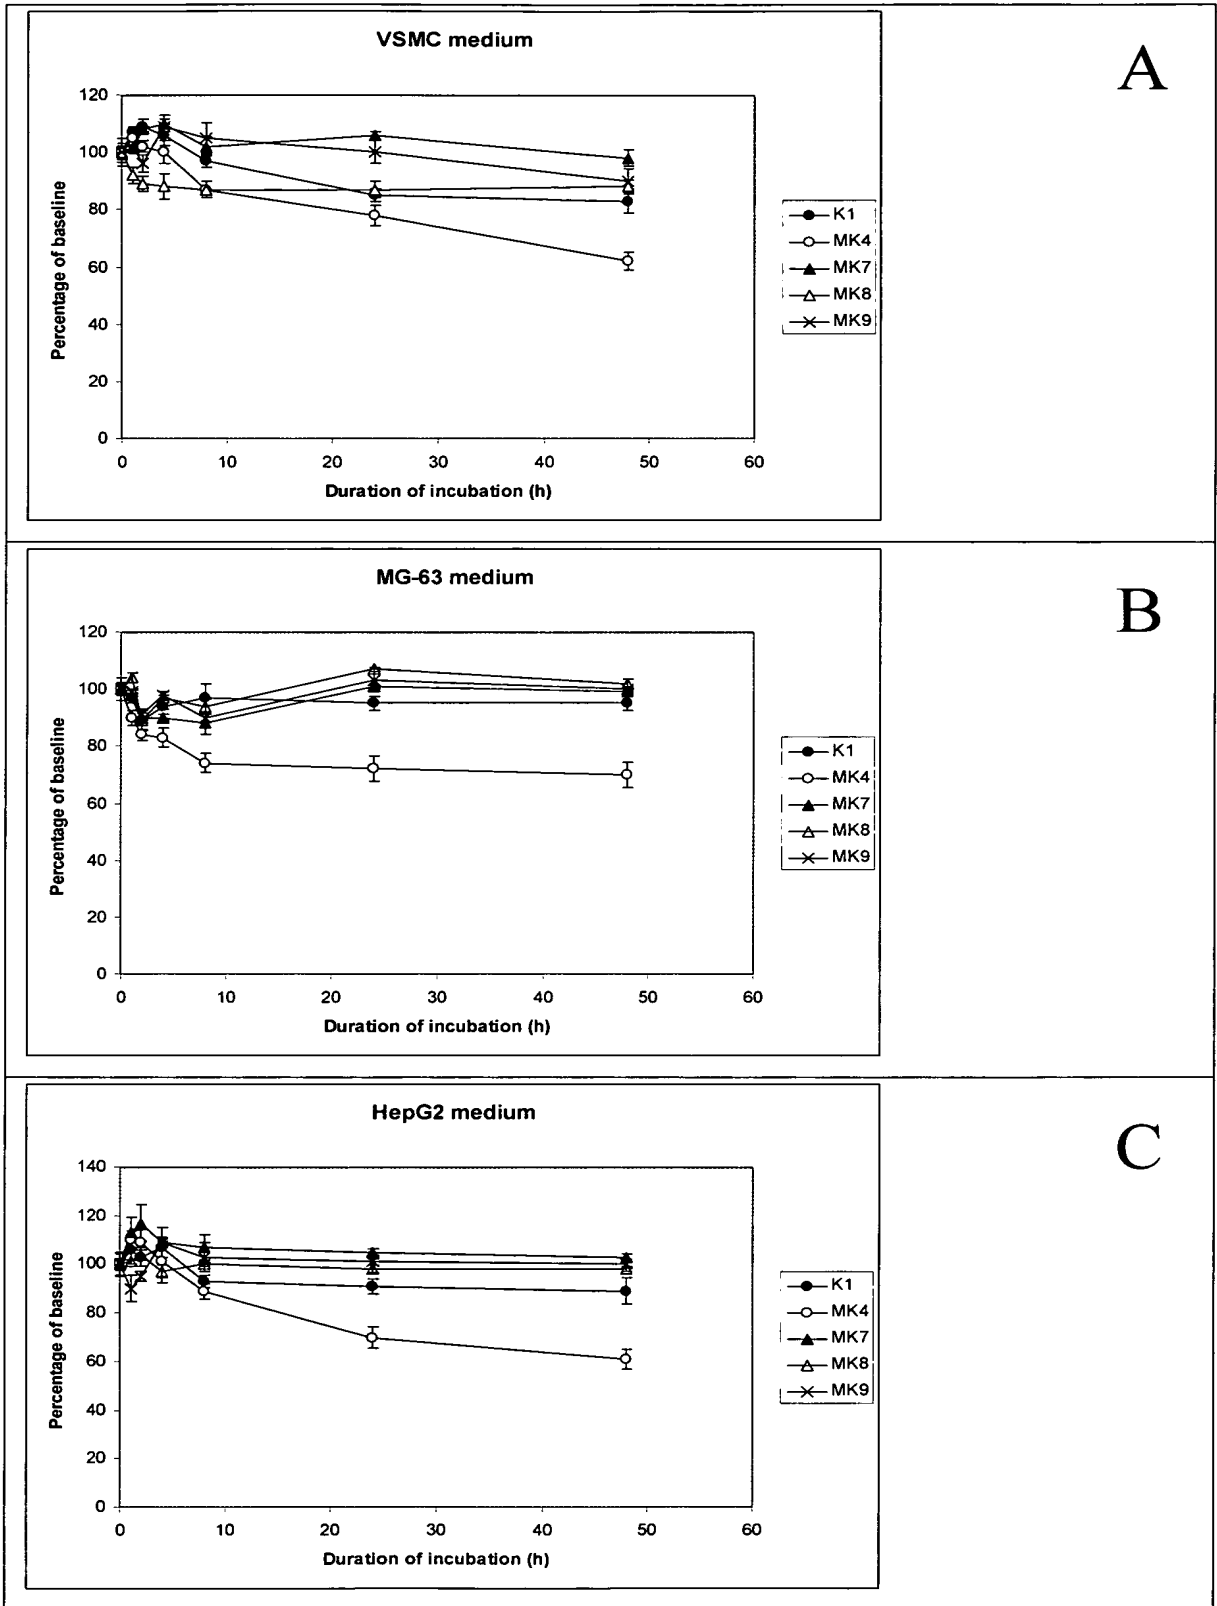 VSMC medium
A
120
100
80
60
40
20
0
Percentage of baseline
0 10 20 30 40 50 60
Duration of incubation (h)
K1
MK4
MK7
MK8
MK9
MG-63 medium
B
120
100
80
60
40
20
0
Percentage of baseline
0 10 20 30 40 50 60
Duration of incubation (h)
K1
MK4
MK7
MK8
MK9
HepG2 medium
C
140
120
100
80
60
40
20
0
Percentage of baseline
0 10 20 30 40 50 60
Duration of incubation (h)
K1
MK4
MK7
MK8
MK9